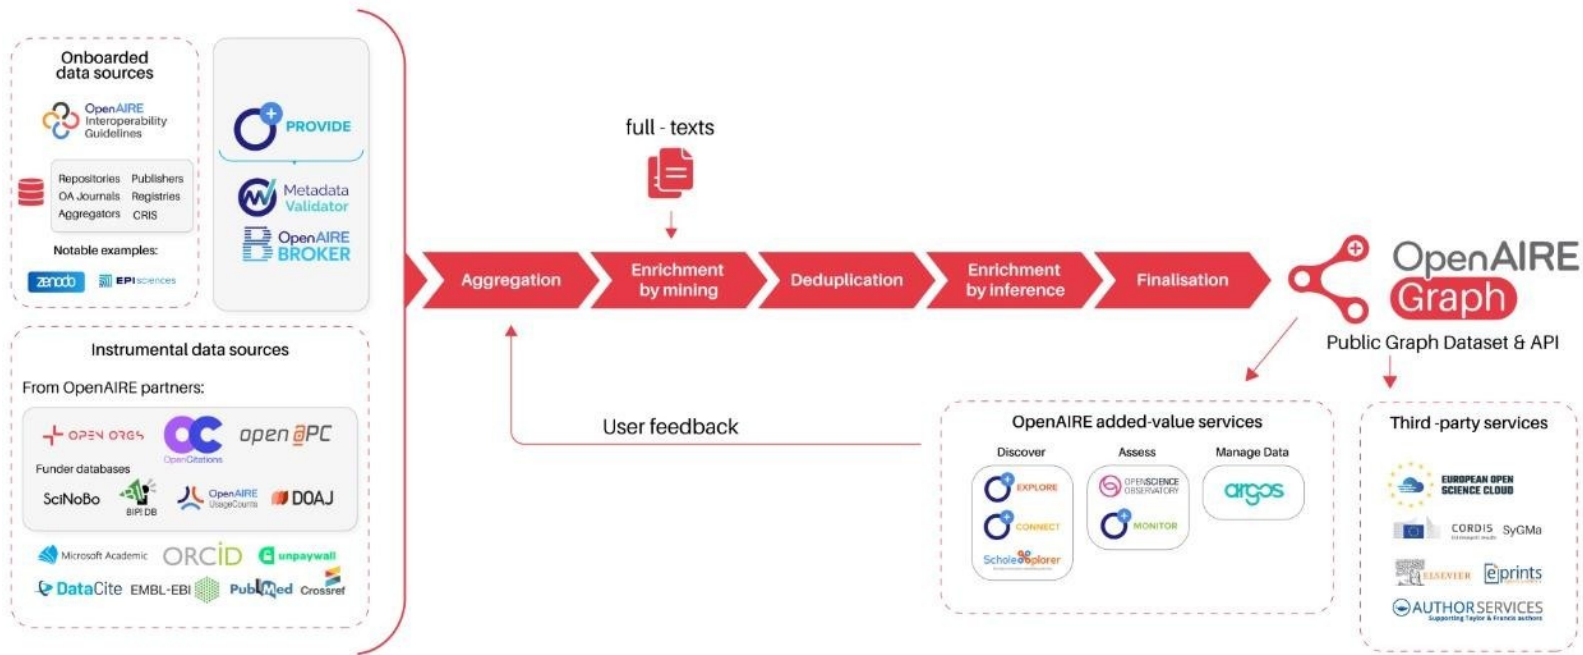 Onboarded
data sources
OpenAIRE
Interoperability
Guidelines
Repositories Publishers
OA Journals Registries
Aggregators CRIS
Notable examples:
zenodo
EPIsciences
PROVIDE
Metadata
Validator
OpenAIRE
BROKER
Instrumental data sources
From OpenAIRE partners:
OPEN ORGS
OC
OpenCitations
open aPC
Funder databases
SciNoBo
BIP! DB
OpenAIRE
UsageCounts
DOAJ
Microsoft Academic
ORCiD
unpaywall
DataCite
EMBL-EBI
PubMed
Crossref
full - texts
Aggregation
Enrichment
by mining
Deduplication
Enrichment
by inference
Finalisation
OpenAIRE
Graph
Public Graph Dataset & API
User feedback
OpenAIRE added-value services
Discover
EXPLORE
CONNECT
Scholexplorer
Assess
OPENSCIENCE
OBSERVATORY
MONITOR
Manage Data
argos
Third -party services
EUROPEAN OPEN
SCIENCE CLOUD
CORDIS
SyGMa
ELSEVIER
eprints
AUTHOR SERVICES
Supporting Taylor & Francis authors